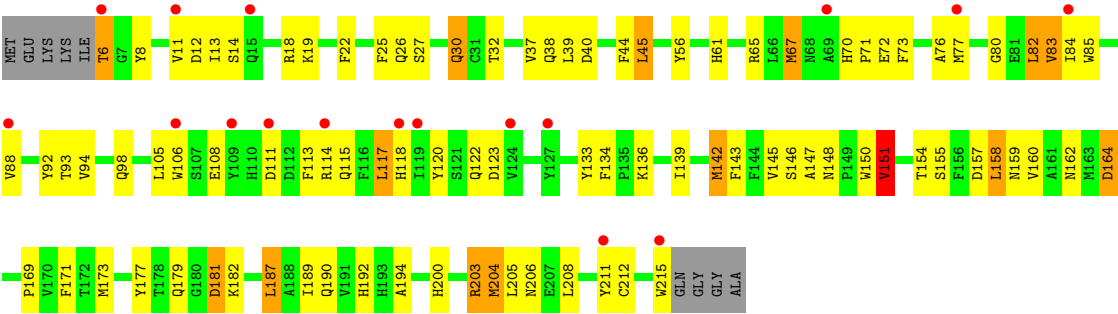 MET GLU LYS LYS ILE T6 G7 Y8 V11 D12 I13 S14 Q15 R18 K19 F22 F25 Q26 S27 Q30 C31 T32 V37 Q38 L39 D40 F44 L45 Y56 H61 R65 L66 M67 N68 A69 H70 P71 E72 F73 A76 M77 G80 E81 L82 V83 I84 W85
V88 Y92 T93 V94 Q98 L105 W106 S107 E108 Y109 H110 D111 D112 F113 R114 Q115 F116 L117 H118 I119 Y120 S121 Q122 D123 V124 Y127 Y133 F134 P135 K136 I139 M142 F143 F144 V145 S146 A147 N148 P149 W150 V151 T154 S155 F156 D157 L158 N159 V160 A161 N162 M163 D164
P169 V170 F171 T172 M173 Y177 T178 Q179 G180 D181 K182 L187 A188 I189 Q190 V191 H192 H193 A194 H200 R203 M204 L205 N206 E207 L208 Y211 C212 W215 GLN GLY GLY ALA